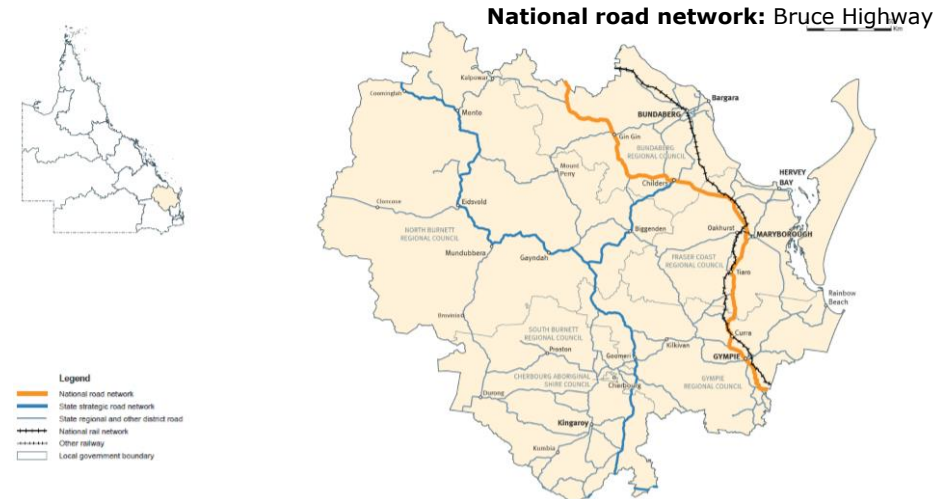 National road network: Bruce Highway
Km
Kalpowar
Coominglah
Monto
Bargara
BUNDABERG
Gin Gin
BUNDABERG
REGIONAL COUNCIL
Mount
Perry
Childers
HERVEY
BAY
Eidsvold
NORTH BURNETT
REGIONAL COUNCIL
Biggenden
Oakhurst
MARYBOROUGH
Mundubbera
Gayndah
FRASER COAST
REGIONAL COUNCIL
Tiaro
Rainbow
Beach
SOUTH BURNETT
REGIONAL COUNCIL
Curra
Kilkivan
Proston
Goomeri
GYMPIE
CHERBOURG ABORIGINAL
SHIRE COUNCIL
Cherbourg
GYMPIE
REGIONAL COUNCIL
Durong
Kingaroy
Kumbia
Legend
National road network
State strategic road network
State regional and other district road
National rail network
Other railway
Local government boundary